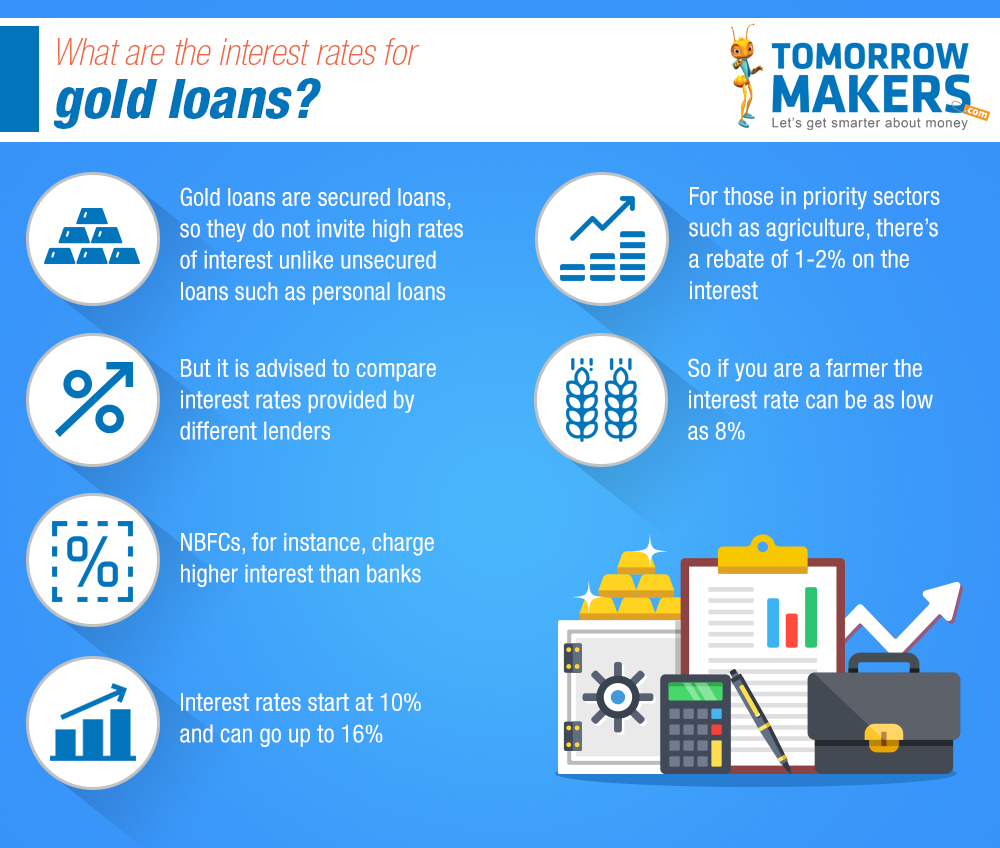 What are the interest rates for
gold loans?
TOMORROW
MAKERS
.com
Let's get smarter about money
Gold loans are secured loans,
so they do not invite high rates
of interest unlike unsecured
loans such as personal loans
But it is advised to compare
interest rates provided by
different lenders
NBFCs, for instance, charge
higher interest than banks
Interest rates start at 10%
and can go up to 16%
For those in priority sectors
such as agriculture, there's
a rebate of 1-2% on the
interest
So if you are a farmer the
interest rate can be as low
as 8%